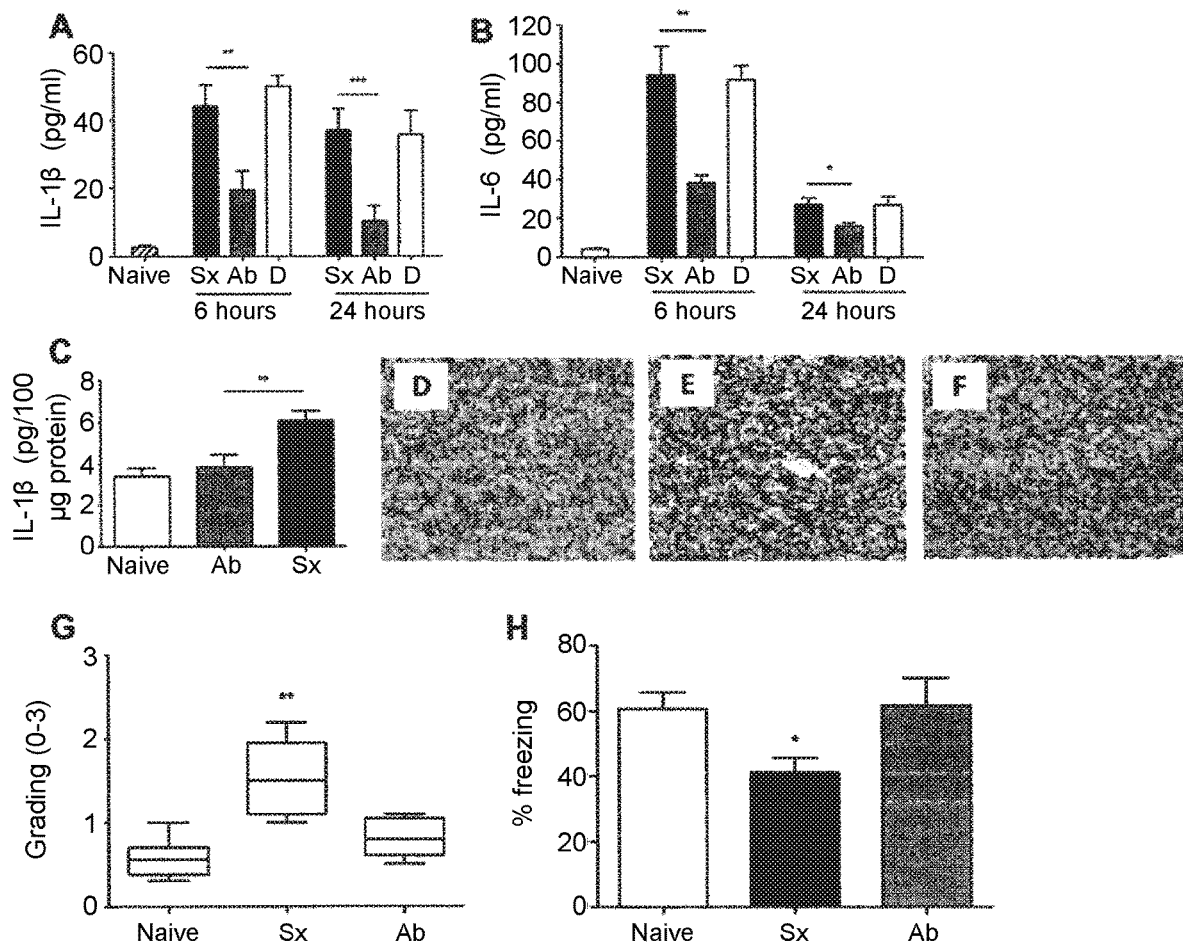 A
IL-1β (pg/ml)
60
40
20
0
**
***
Naive
Sx Ab D
Sx Ab D
6 hours
24 hours
B
IL-6 (pg/ml)
120
100
80
60
40
20
0
**
*
Naive
Sx Ab D
Sx Ab D
6 hours
24 hours
C
IL-1β (pg/100
µg protein)
8
6
4
2
0
**
Naive
Ab
Sx
D
E
F
G
Grading (0-3)
3
2
1
0
**
Naive
Sx
Ab
H
% freezing
80
60
40
20
0
*
Naive
Sx
Ab